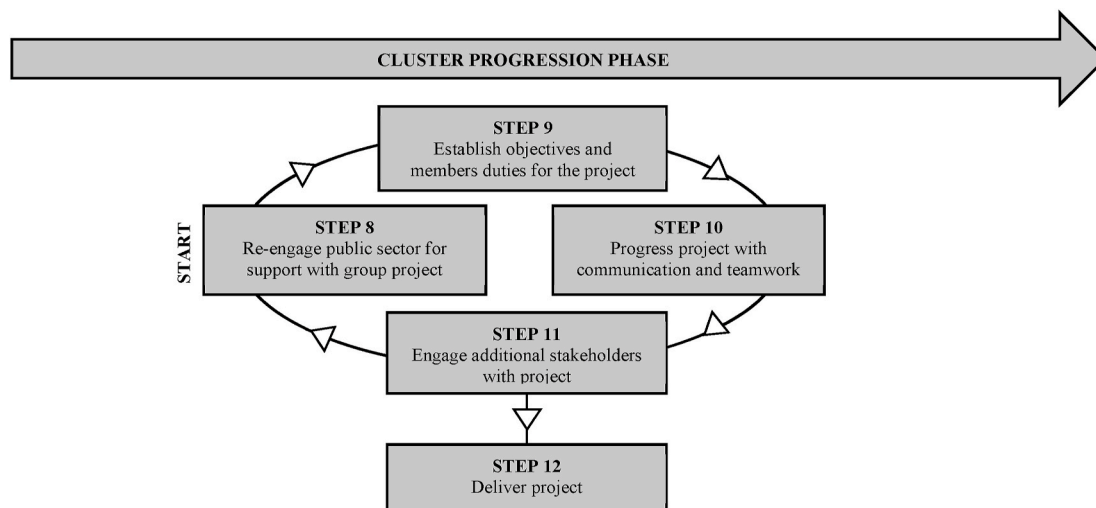 CLUSTER PROGRESSION PHASE
STEP 9
Establish objectives and
members duties for the project
START
STEP 8
Re-engage public sector for
support with group project
STEP 10
Progress project with
communication and teamwork
STEP 11
Engage additional stakeholders
with project
STEP 12
Deliver project